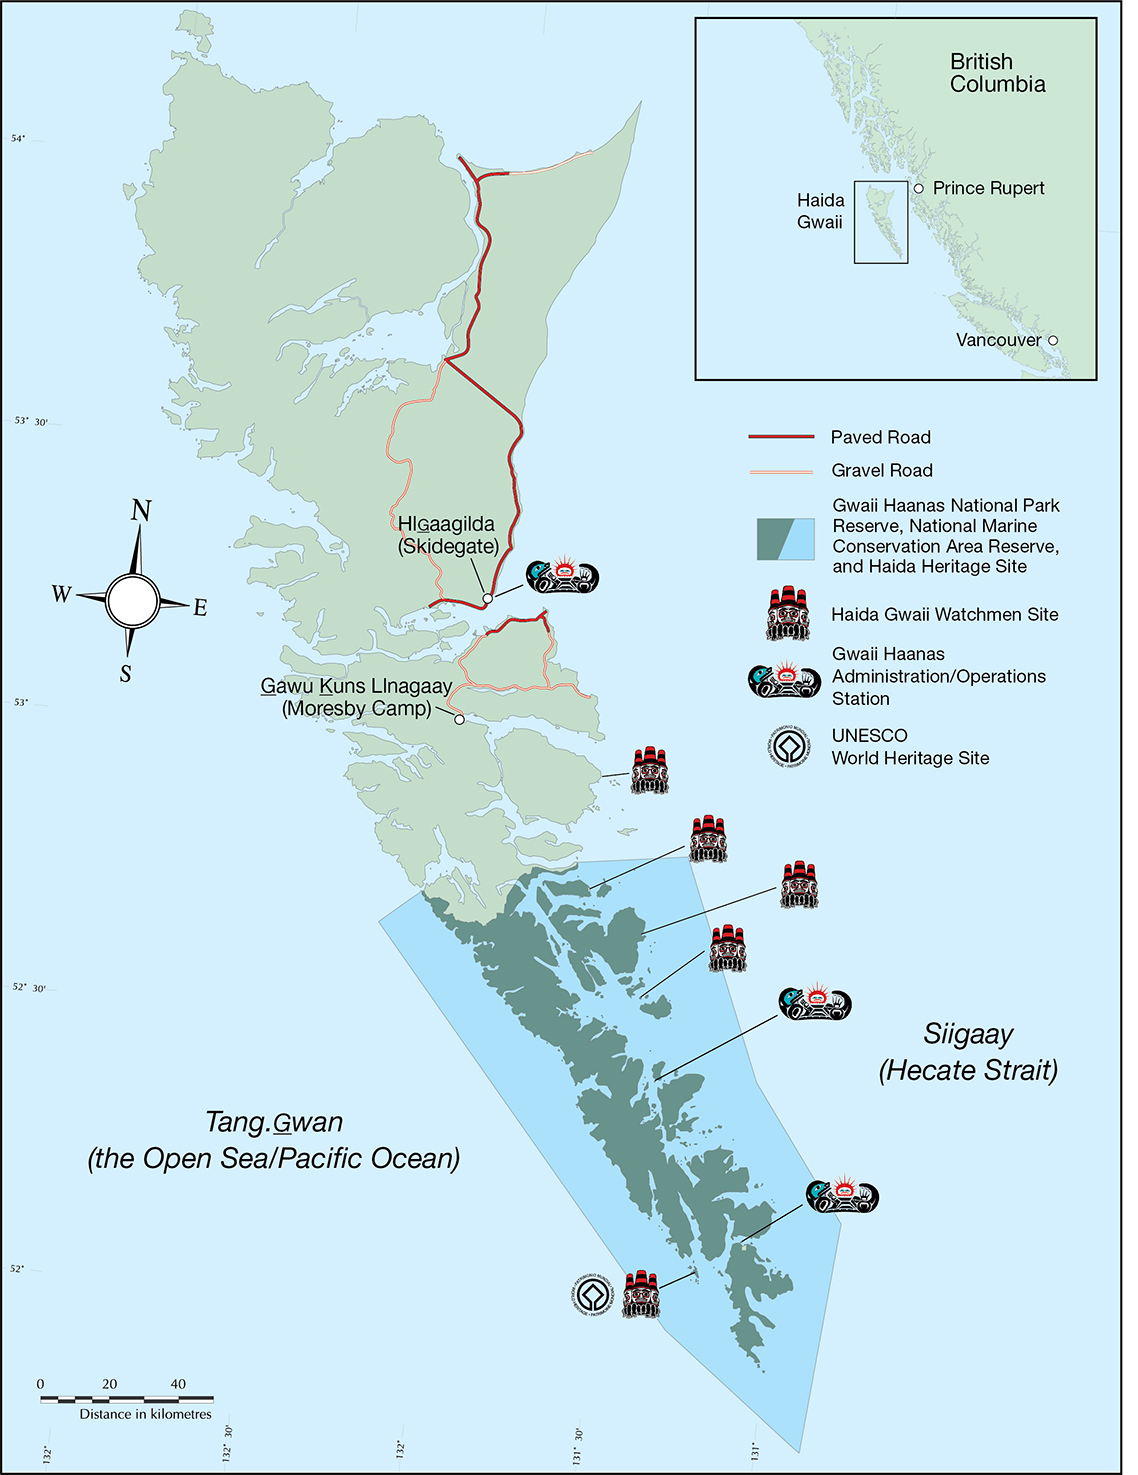 British
Columbia
Prince Rupert
Haida
Gwaii
Vancouver
54°
53° 30'
53°
52° 30'
52°
Paved Road
Gravel Road
Gwaii Haanas National Park
Reserve, National Marine
Conservation Area Reserve,
and Haida Heritage Site
Haida Gwaii Watchmen Site
Gwaii Haanas
Administration/Operations
Station
UNESCO
World Heritage Site
N
W
E
S
HlGaagilda
(Skidegate)
Gawu Kuns LInagaay
(Moresby Camp)
Siigaay
(Hecate Strait)
Tang.Gwan
(the Open Sea/Pacific Ocean)
0 20 40
Distance in kilometres
132° 132° 30' 132° 131° 30' 131°